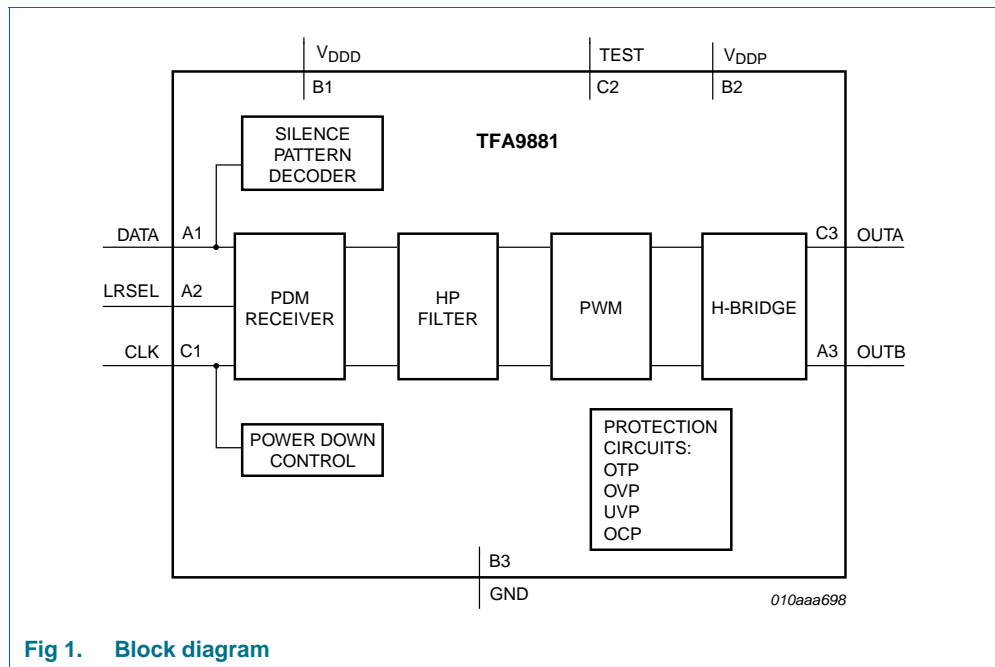 VDDD
B1
TEST
C2
VDDP
B2
TFA9881
SILENCE
PATTERN
DECODER
DATA
A1
LRSEL
A2
CLK
C1
PDM
RECEIVER
HP
FILTER
PWM
H-BRIDGE
C3
OUTA
A3
OUTB
POWER DOWN
CONTROL
PROTECTION
CIRCUITS:
OTP
OVP
UVP
OCP
B3
GND
010aaa698
Fig 1. Block diagram